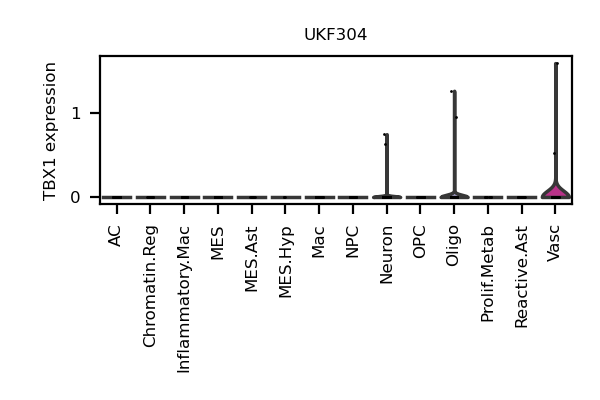 UKF304
TBX1 expression
1
0
AC
Chromatin.Reg
Inflammatory.Mac
MES
MES.Ast
MES.Hyp
Mac
NPC
Neuron
OPC
Oligo
Prolif.Metab
Reactive.Ast
Vasc